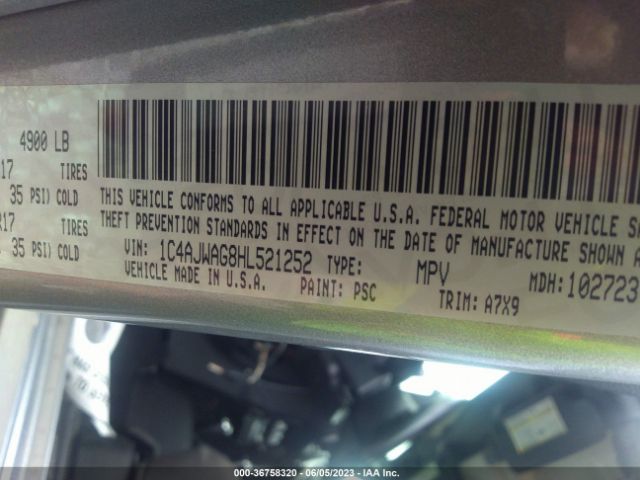 4900 LB
17 TIRES
35 PSI) COLD
R17 TIRES
35 PSI) COLD
THIS VEHICLE CONFORMS TO ALL APPLICABLE U.S.A. FEDERAL MOTOR VEHICLE
THEFT PREVENTION STANDARDS IN EFFECT ON THE DATE OF MANUFACTURE SHOWN
VIN: 1C4AJWAG8HL521252 TYPE: MPV MDH: 102723
VEHICLE MADE IN U.S.A. PAINT: PSC TRIM: A7X9
000-36758320 - 06/05/2023 - IAA Inc.